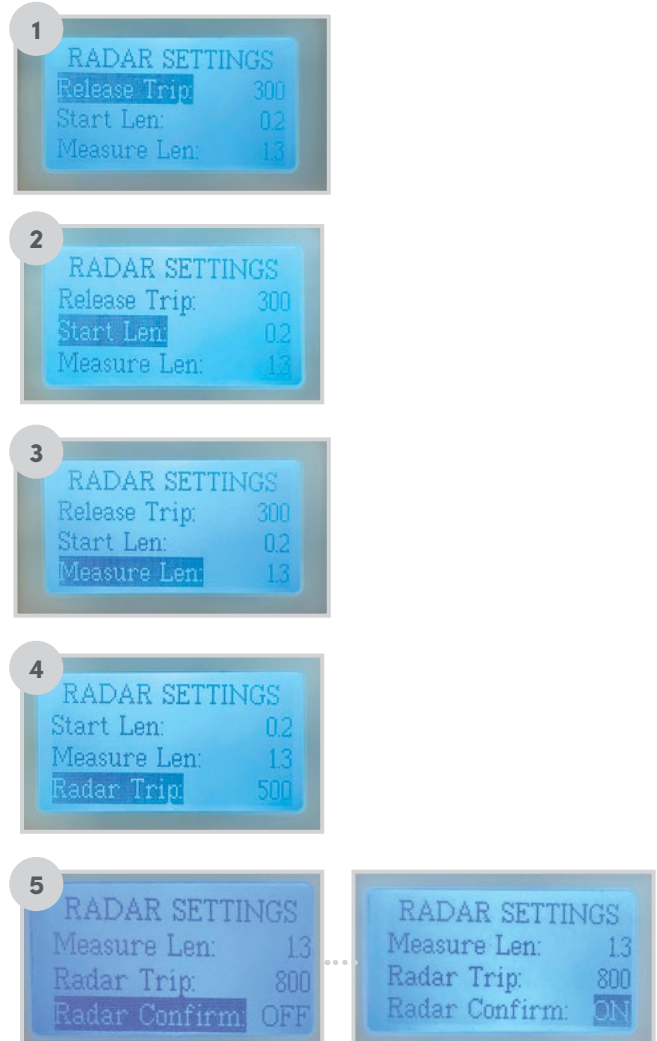 1
RADAR SETTINGS
Release Trip: 300
Start Len: 0.2
Measure Len: 1.3
2
RADAR SETTINGS
Release Trip: 300
Start Len: 0.2
Measure Len: 1.3
3
RADAR SETTINGS
Release Trip: 300
Start Len: 0.2
Measure Len: 1.3
4
RADAR SETTINGS
Start Len: 0.2
Measure Len: 1.3
Radar Trip: 500
5
RADAR SETTINGS
Measure Len: 1.3
Radar Trip: 800
Radar Confirm: OFF
RADAR SETTINGS
Measure Len: 1.3
Radar Trip: 800
Radar Confirm: ON